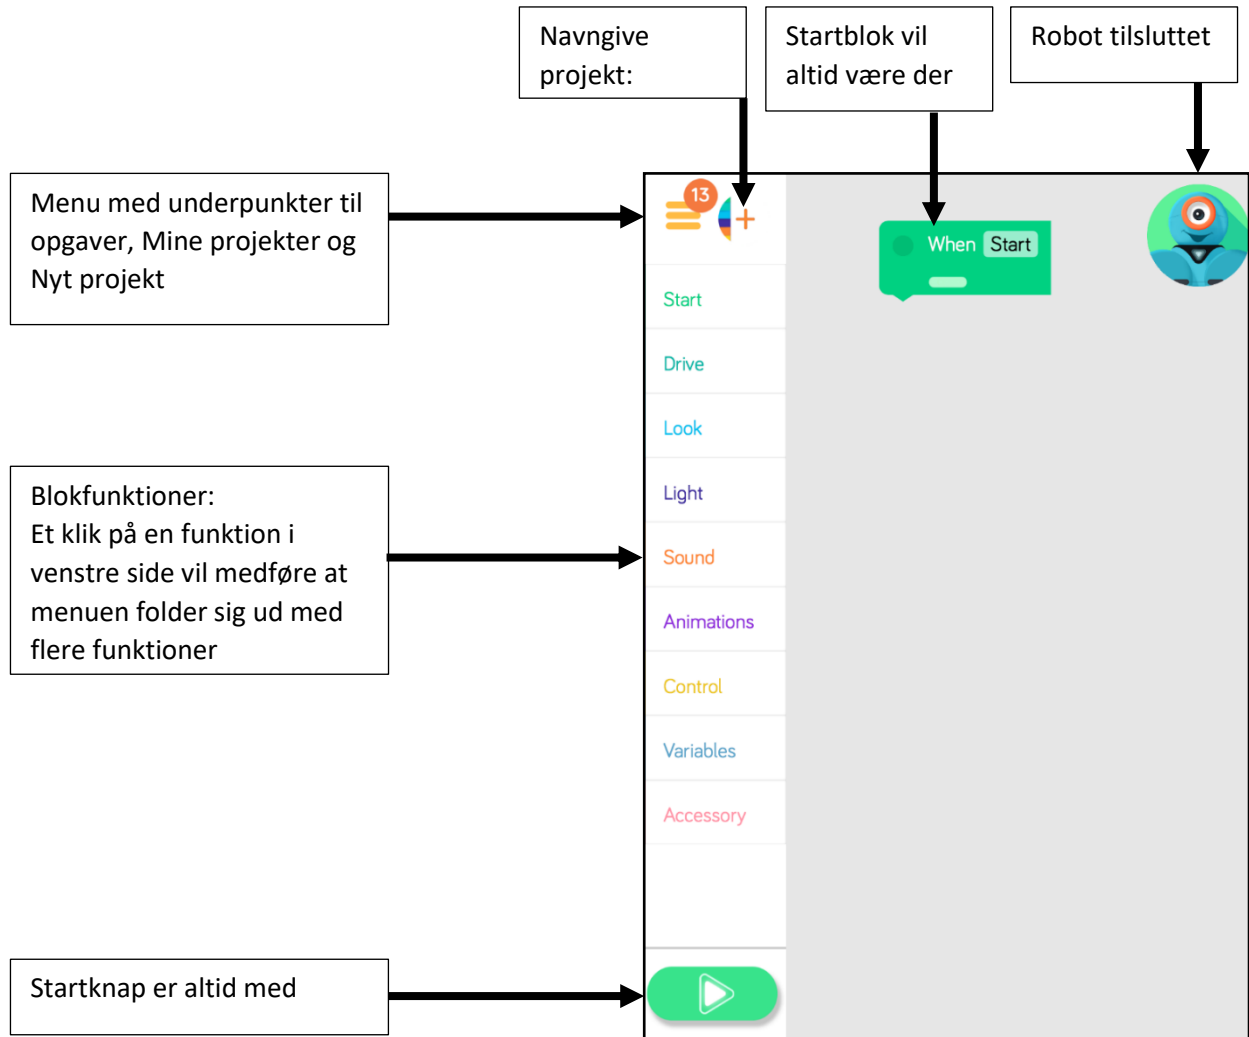 Navngive
projekt:
Startblok vil
altid være der
Robot tilsluttet
Menu med underpunkter til
opgaver, Mine projekter og
Nyt projekt
13
When Start
Start
Drive
Look
Light
Blokfunktioner:
Et klik på en funktion i
venstre side vil medføre at
menuen folder sig ud med
flere funktioner
Sound
Animations
Control
Variables
Accessory
Startknap er altid med